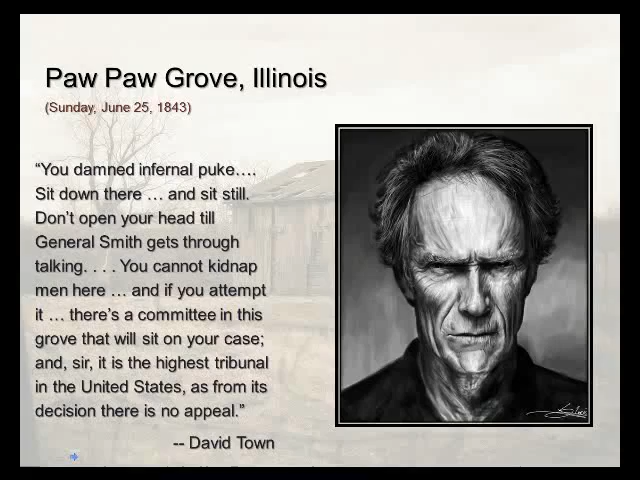 Paw Paw Grove, Illinois
(Sunday, June 25, 1843)
“You damned infernal puke….
Sit down there … and sit still.
Don’t open your head till
General Smith gets through
talking. . . . You cannot kidnap
men here … and if you attempt
it … there’s a committee in this
grove that will sit on your case;
and, sir, it is the highest tribunal
in the United States, as from its
decision there is no appeal.”
-- David Town